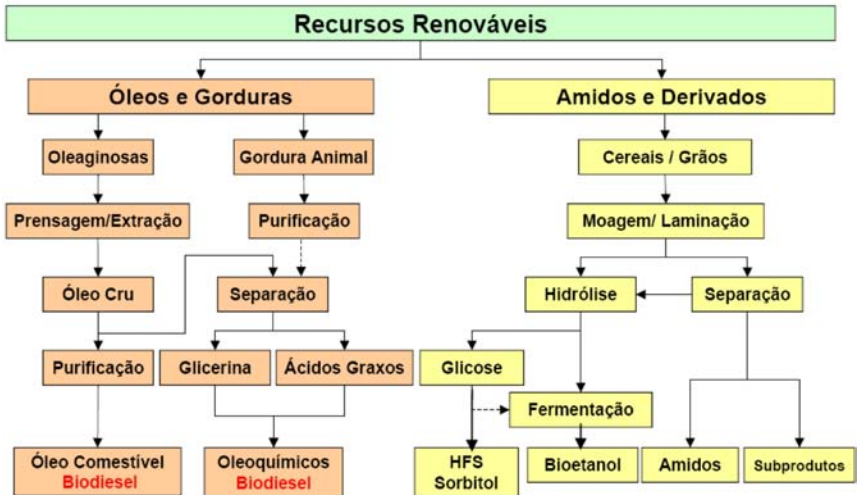 Recursos Renováveis
Óleos e Gorduras
Amidos e Derivados
Oleaginosas
Gordura Animal
Cereais / Grãos
Prensagem/Extração
Purificação
Moagem/ Laminação
Óleo Cru
Separação
Hidrólise
Separação
Purificação
Glicerina
Ácidos Graxos
Glicose
Fermentação
Óleo Comestível
Biodiesel
Oleoquímicos
Biodiesel
HFS
Sorbitol
Bioetanol
Amidos
Subprodutos